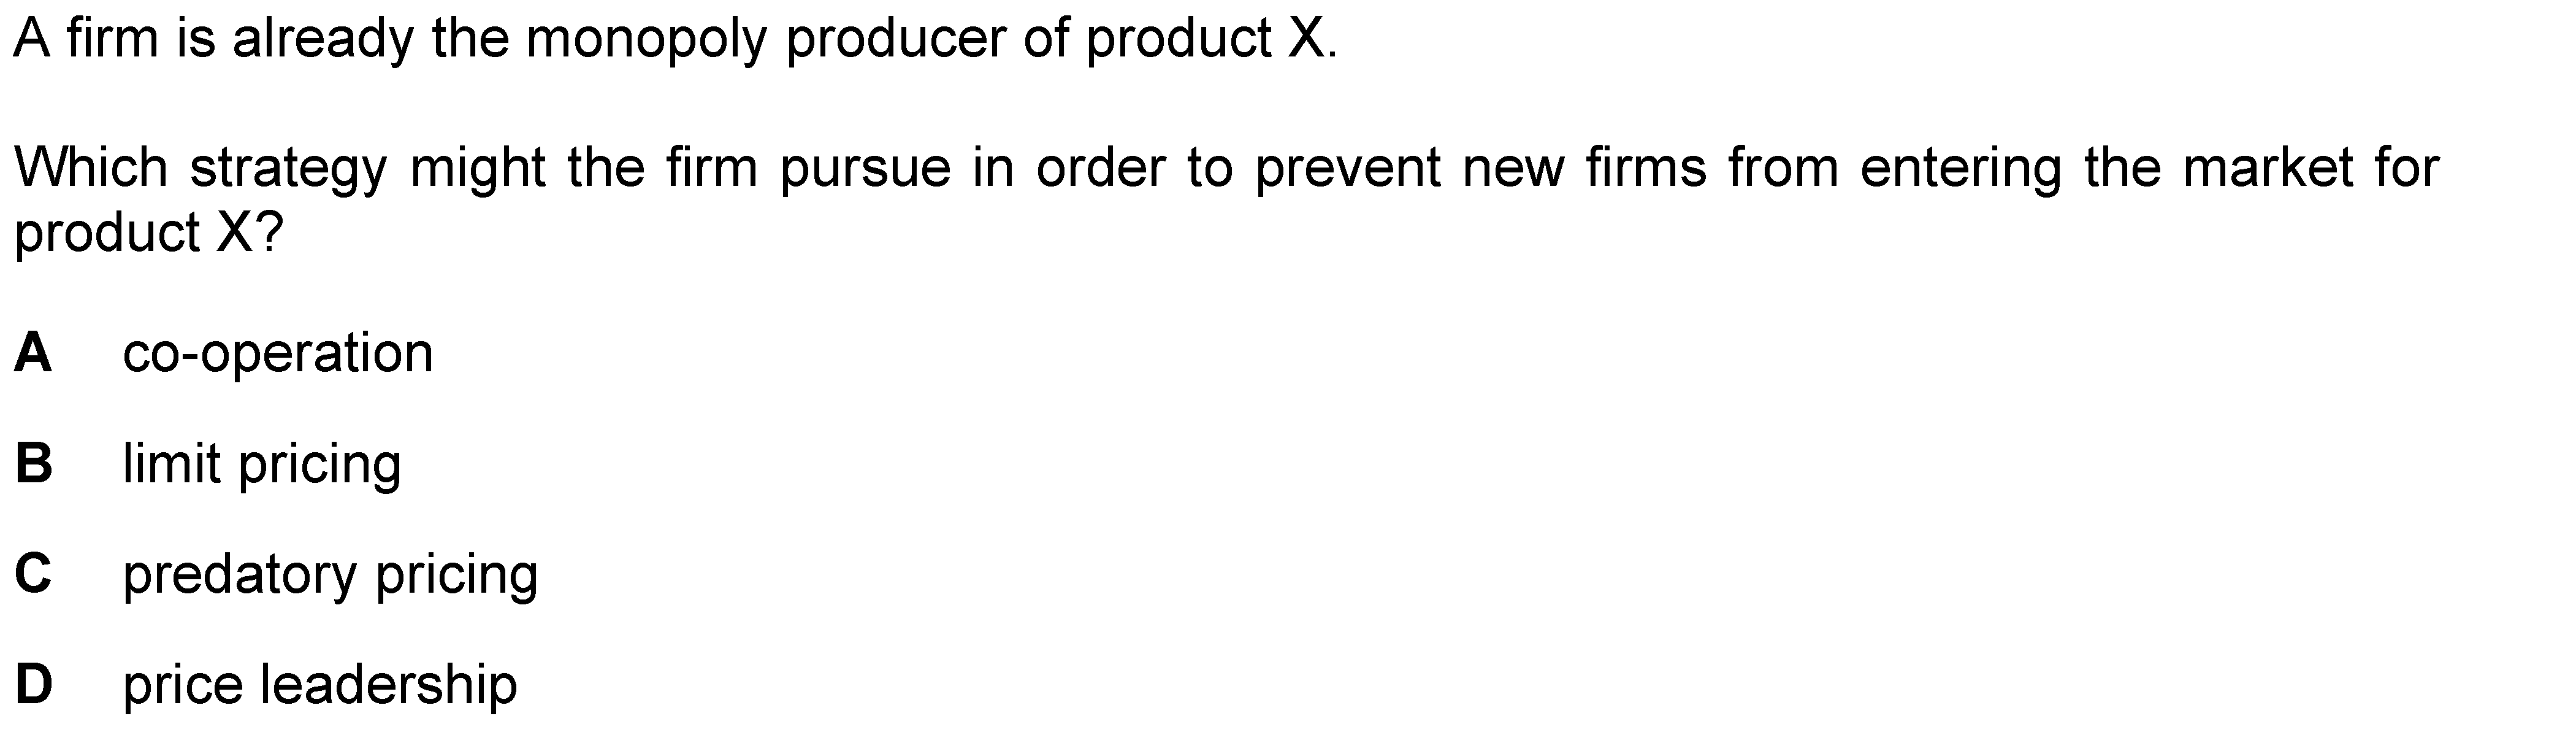 A firm is already the monopoly producer of product X.
Which strategy might the firm pursue in order to prevent new firms from entering the market for
product X?
A co-operation
B limit pricing
C predatory pricing
D price leadership